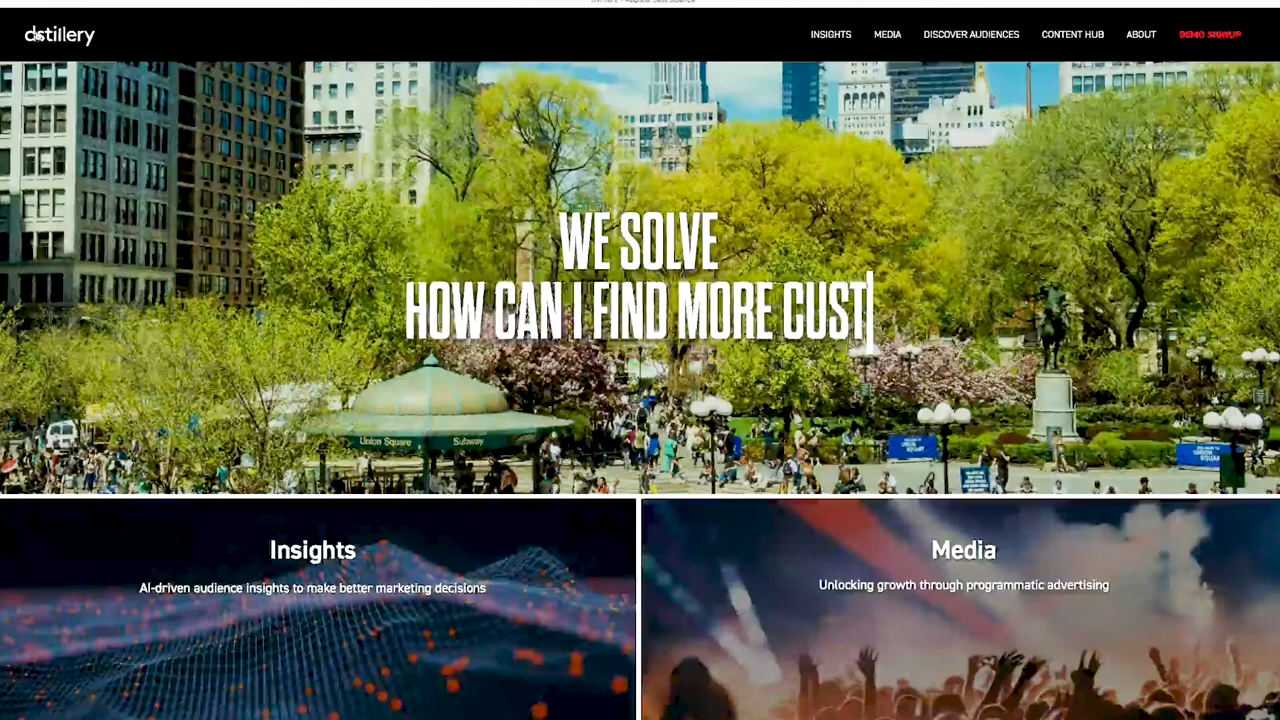 dstillery
INSIGHTS MEDIA DISCOVER AUDIENCES CONTENT HUB ABOUT DEMO SIGNUP
WE SOLVE
HOW CAN I FIND MORE CUST
Union Square Subway
Insights
AI-driven audience insights to make better marketing decisions
Media
Unlocking growth through programmatic advertising